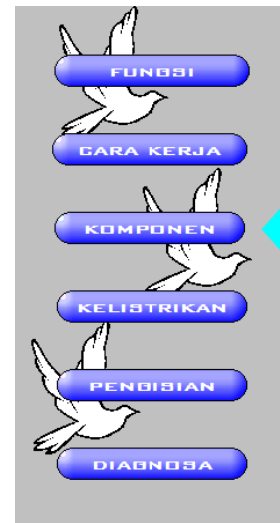 FUNGSI
CARA KERJA
KOMPONEN
KELISTRIKAN
PENGISIAN
DIAGNOSA